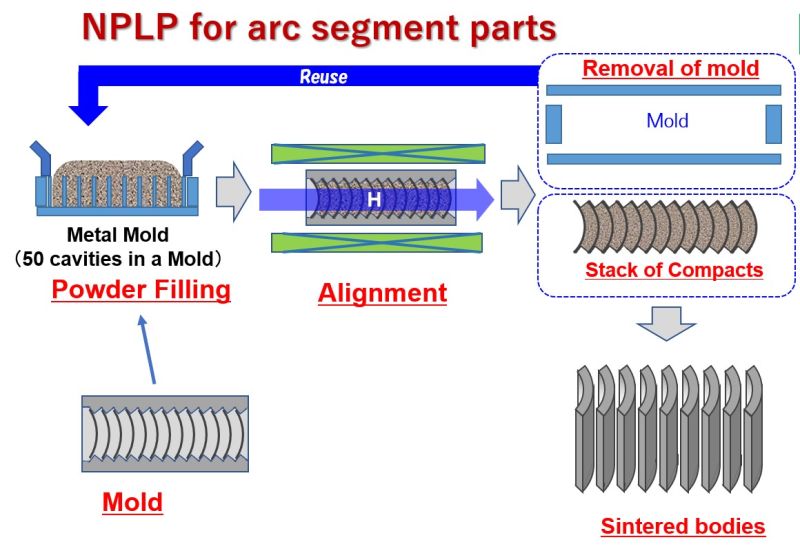 NPLP for arc segment parts
Reuse
Removal of mold
Mold
H
Metal Mold
（50 cavities in a Mold）
Powder Filling
Alignment
Stack of Compacts
Mold
Sintered bodies